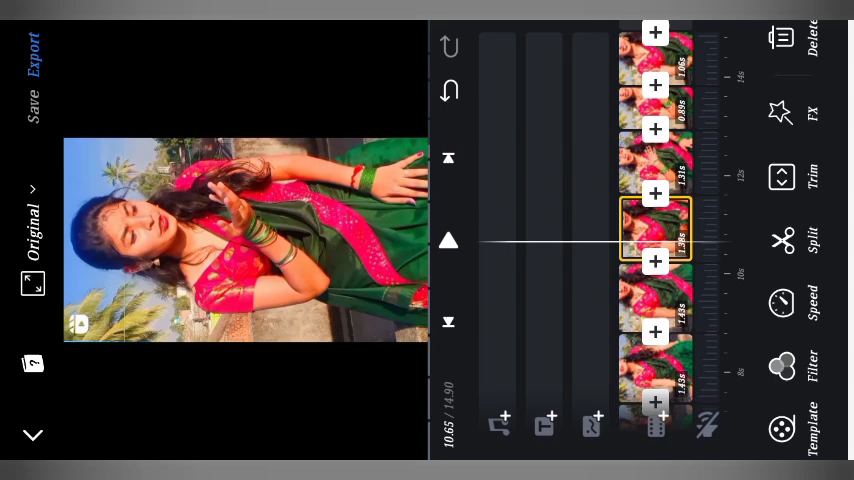 Save Export
Original
?
10.65 / 14.90
T
1.43s
1.43s
1.38s
1.31s
0.89s
1.06s
8s
10s
12s
14s
Template
Filter
Speed
Split
Trim
FX
Delete